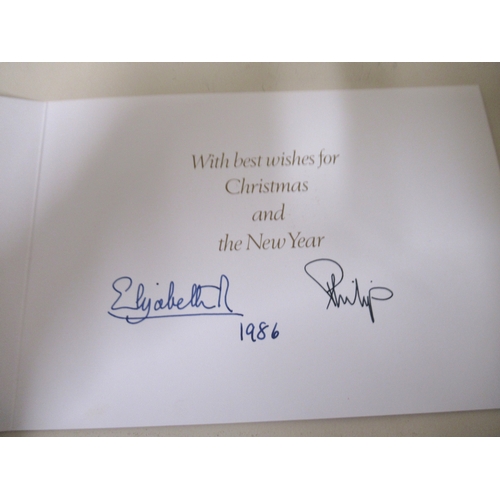 With best wishes for
Christmas
and
the New Year
Elizabeth R Philip
1986